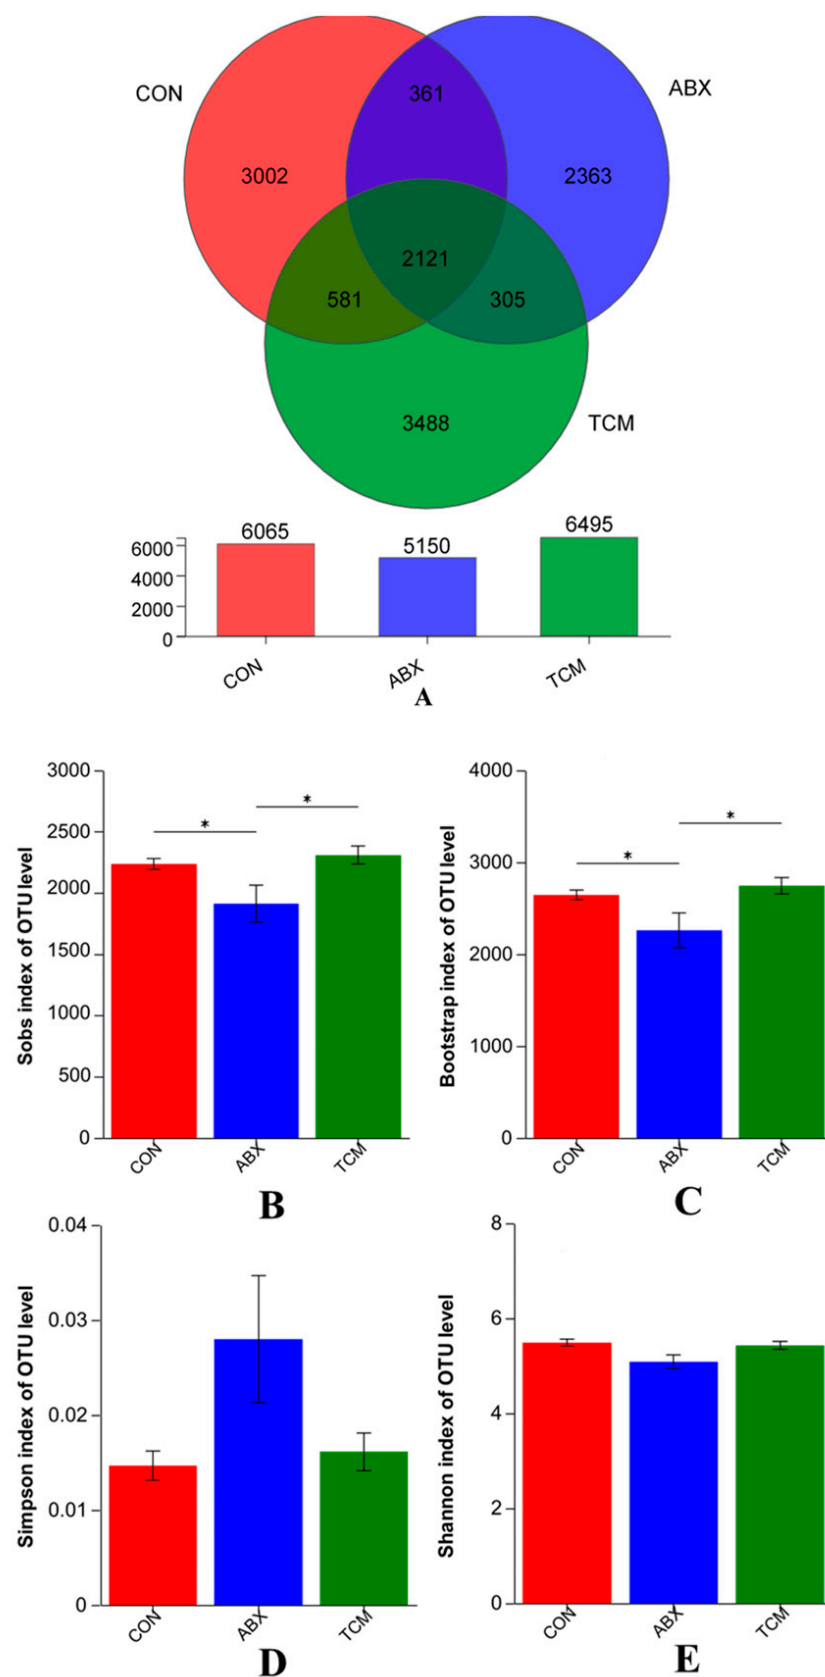 CON
ABX
361
3002
2363
2121
581
305
3488
TCM
6065
5150
6495
6000
4000
2000
0
CON
ABX
TCM
A
3000
2500
2000
1500
1000
500
0
Sobs index of OTU level
*
*
CON
ABX
TCM
B
4000
3000
2000
1000
0
Bootstrap index of OTU level
*
*
CON
ABX
TCM
C
0.04
0.03
0.02
0.01
0
Simpson index of OTU level
CON
ABX
TCM
D
8
6
4
2
0
Shannon index of OTU level
CON
ABX
TCM
E